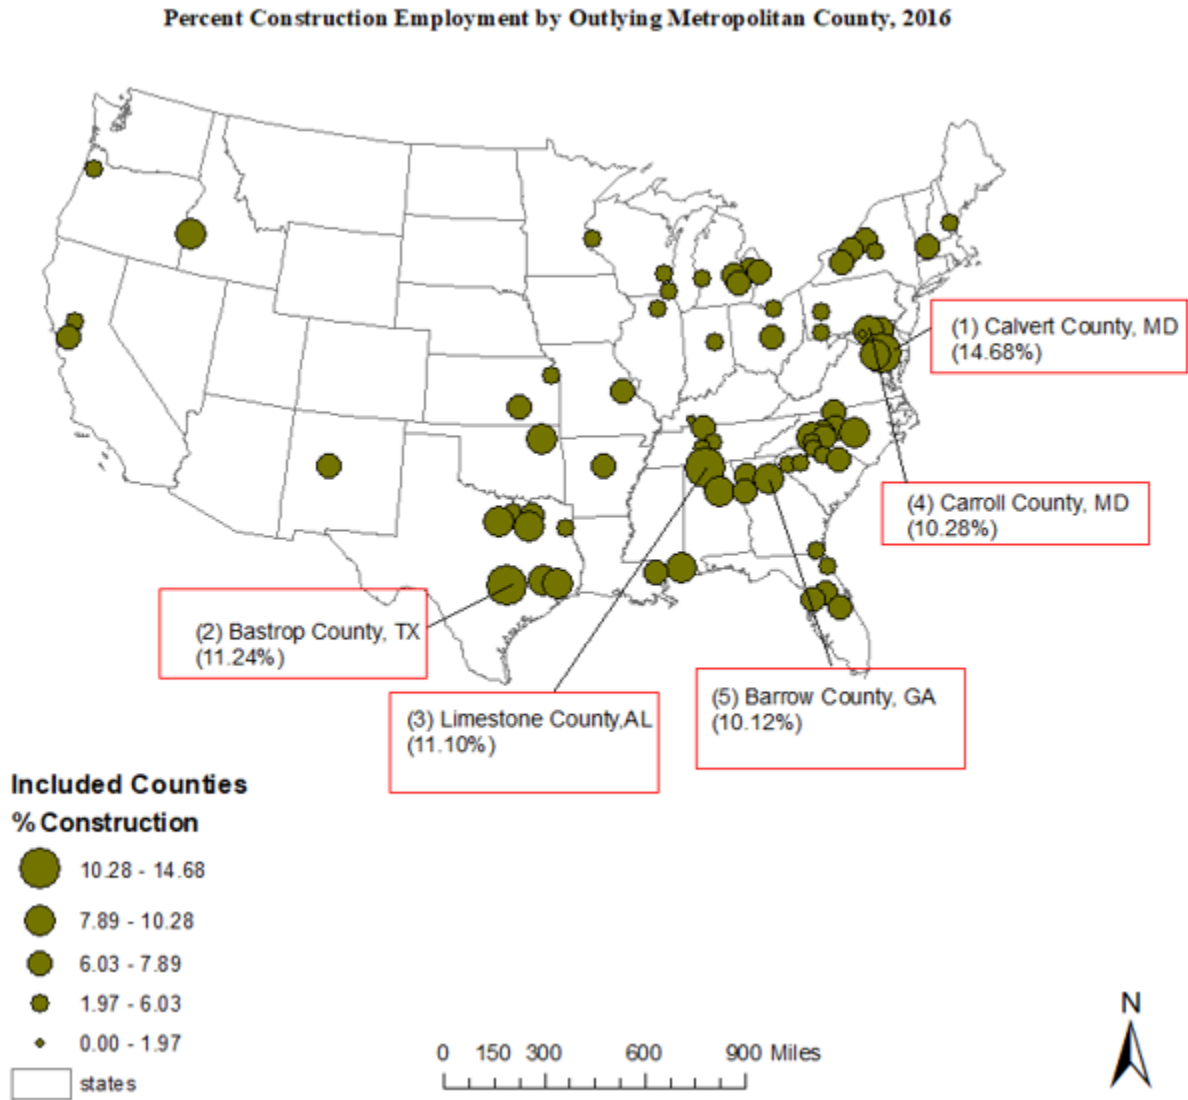 Percent Construction Employment by Outlying Metropolitan County, 2016
(1) Calvert County, MD
(14.68%)
(4) Carroll County, MD
(10.28%)
(2) Bastrop County, TX
(11.24%)
(3) Limestone County,AL
(11.10%)
(5) Barrow County, GA
(10.12%)
Included Counties
% Construction
10.28 - 14.68
7.89 - 10.28
6.03 - 7.89
1.97 - 6.03
0.00 - 1.97
states
0 150 300 600 900 Miles
N